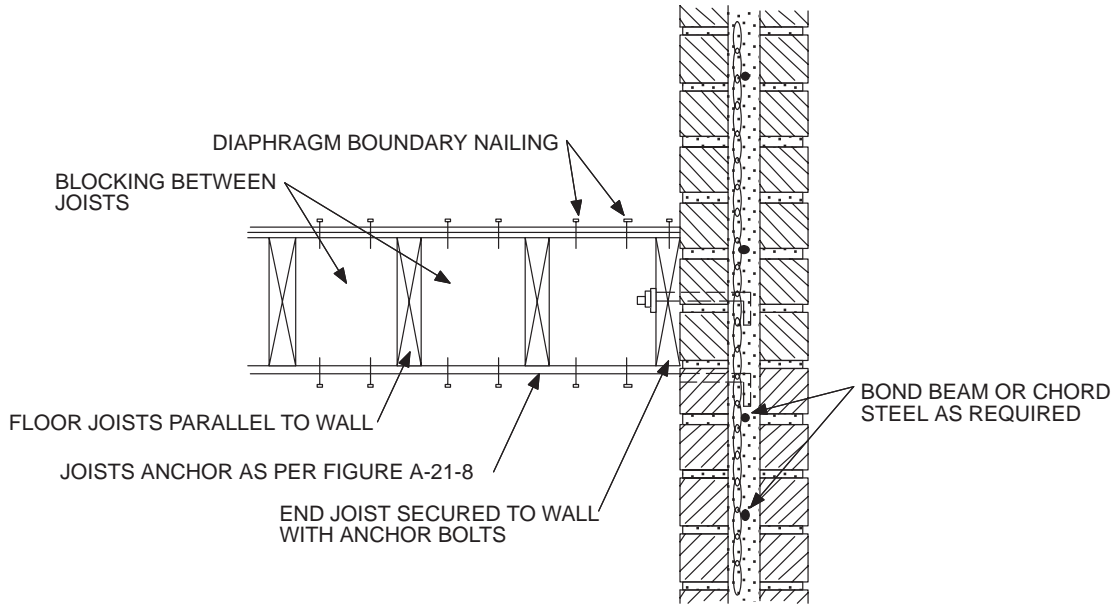 DIAPHRAGM BOUNDARY NAILING
BLOCKING BETWEEN
JOISTS
FLOOR JOISTS PARALLEL TO WALL
JOISTS ANCHOR AS PER FIGURE A-21-8
END JOIST SECURED TO WALL
WITH ANCHOR BOLTS
BOND BEAM OR CHORD
STEEL AS REQUIRED